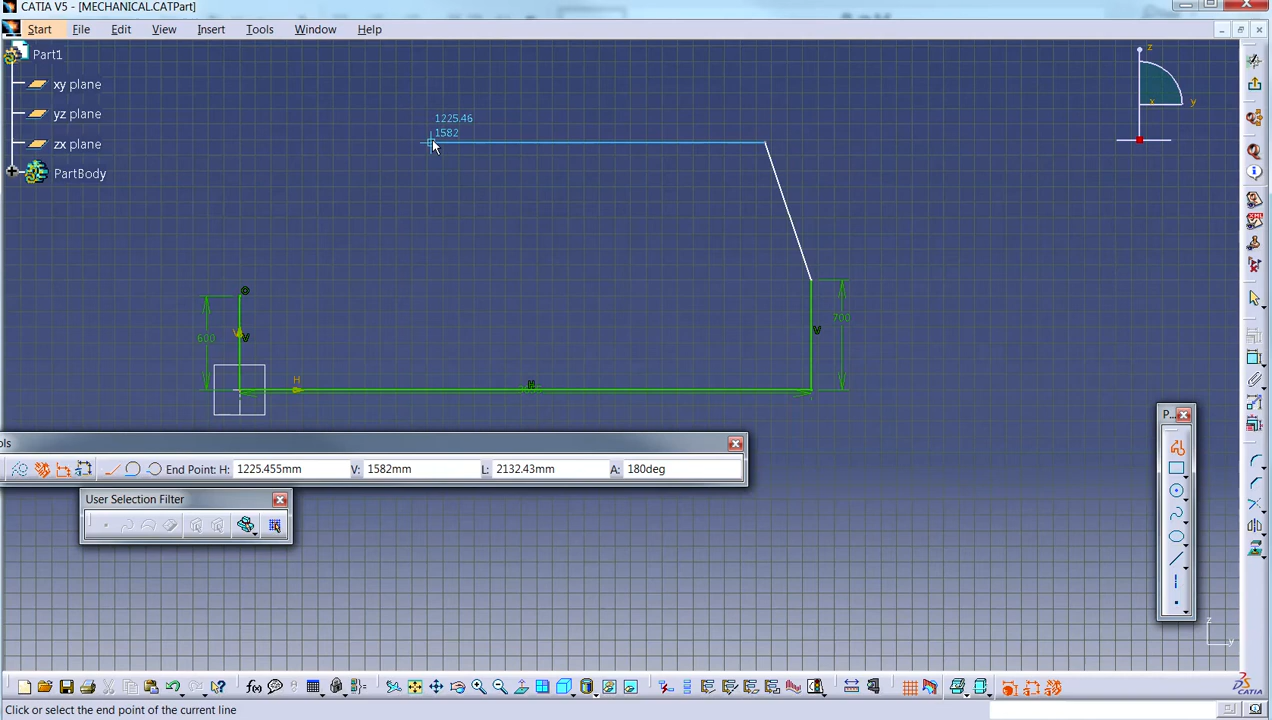 CATIA V5 - [MECHANICAL.CATPart]
Start File Edit View Insert Tools Window Help
Part1
xy plane
yz plane
zx plane
PartBody
z
x
y
1225.46
1582
600
700
V
V
V
H
H
ols
End Point: H: 1225.455mm V: 1582mm L: 2132.43mm A: 180deg
User Selection Filter
P...
z
y
f(x)
CATIA
Click or select the end point of the current line